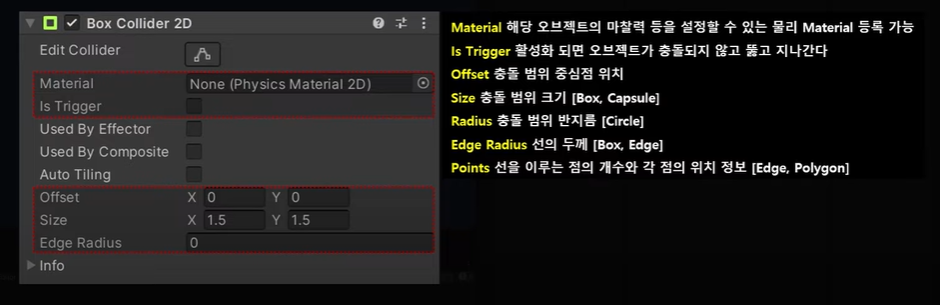 Box Collider 2D
Edit Collider
Material None (Physics Material 2D)
Is Trigger
Used By Effector
Used By Composite
Auto Tiling
Offset X 0 Y 0
Size X 1.5 Y 1.5
Edge Radius 0
Info
Material 해당 오브젝트의 마찰력 등을 설정할 수 있는 물리 Material 등록 가능
Is Trigger 활성화 되면 오브젝트가 충돌되지 않고 뚫고 지나간다
Offset 충돌 범위 중심점 위치
Size 충돌 범위 크기 [Box, Capsule]
Radius 충돌 범위 반지름 [Circle]
Edge Radius 선의 두께 [Box, Edge]
Points 선을 이루는 점의 개수와 각 점의 위치 정보 [Edge, Polygon]